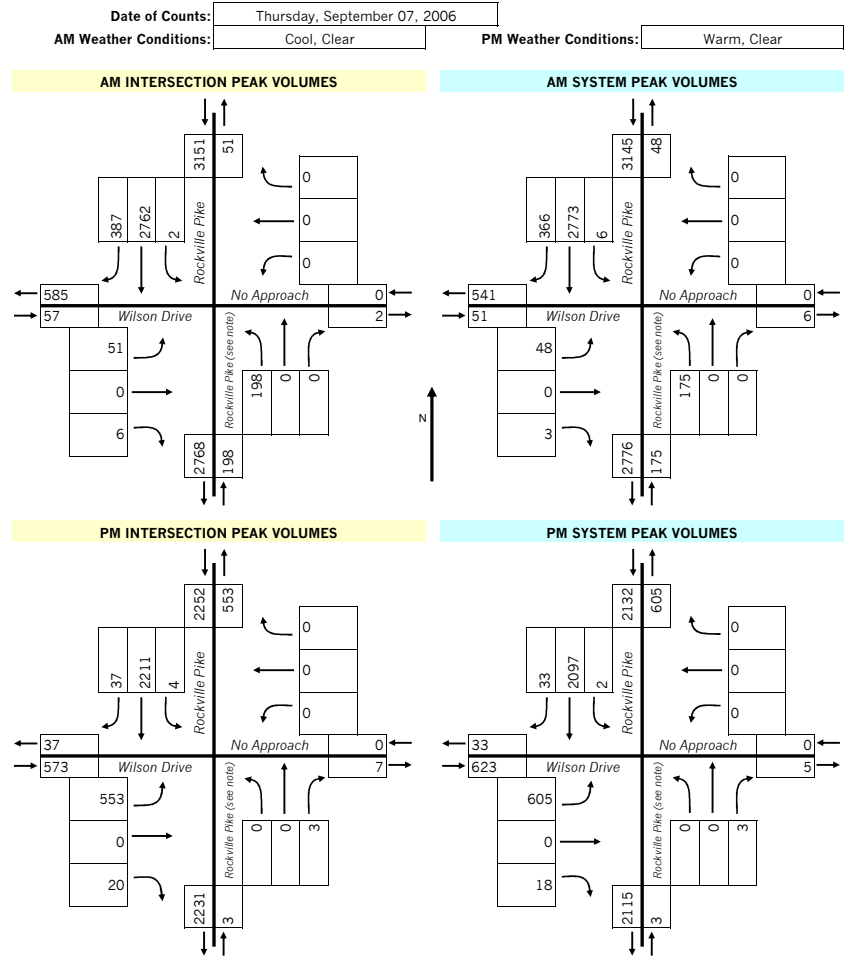 Date of Counts: Thursday, September 07, 2006
AM Weather Conditions: Cool, Clear PM Weather Conditions: Warm, Clear
AM INTERSECTION PEAK VOLUMES
3151 51
387 2762 2
Rockville Pike
0
0
0
585
57
Wilson Drive
No Approach
0
2
51
0
6
Rockville Pike (see note)
198 0 0
2768 198
AM SYSTEM PEAK VOLUMES
3145 48
366 2773 6
Rockville Pike
0
0
0
541
51
Wilson Drive
No Approach
0
6
48
0
3
Rockville Pike (see note)
175 0 0
2776 175
N
PM INTERSECTION PEAK VOLUMES
2252 553
37 2211 4
Rockville Pike
0
0
0
37
573
Wilson Drive
No Approach
0
7
553
0
20
Rockville Pike (see note)
0 0 3
2231 3
PM SYSTEM PEAK VOLUMES
2132 605
33 2097 2
Rockville Pike
0
0
0
33
623
Wilson Drive
No Approach
0
5
605
0
18
Rockville Pike (see note)
0 0 3
2115 3